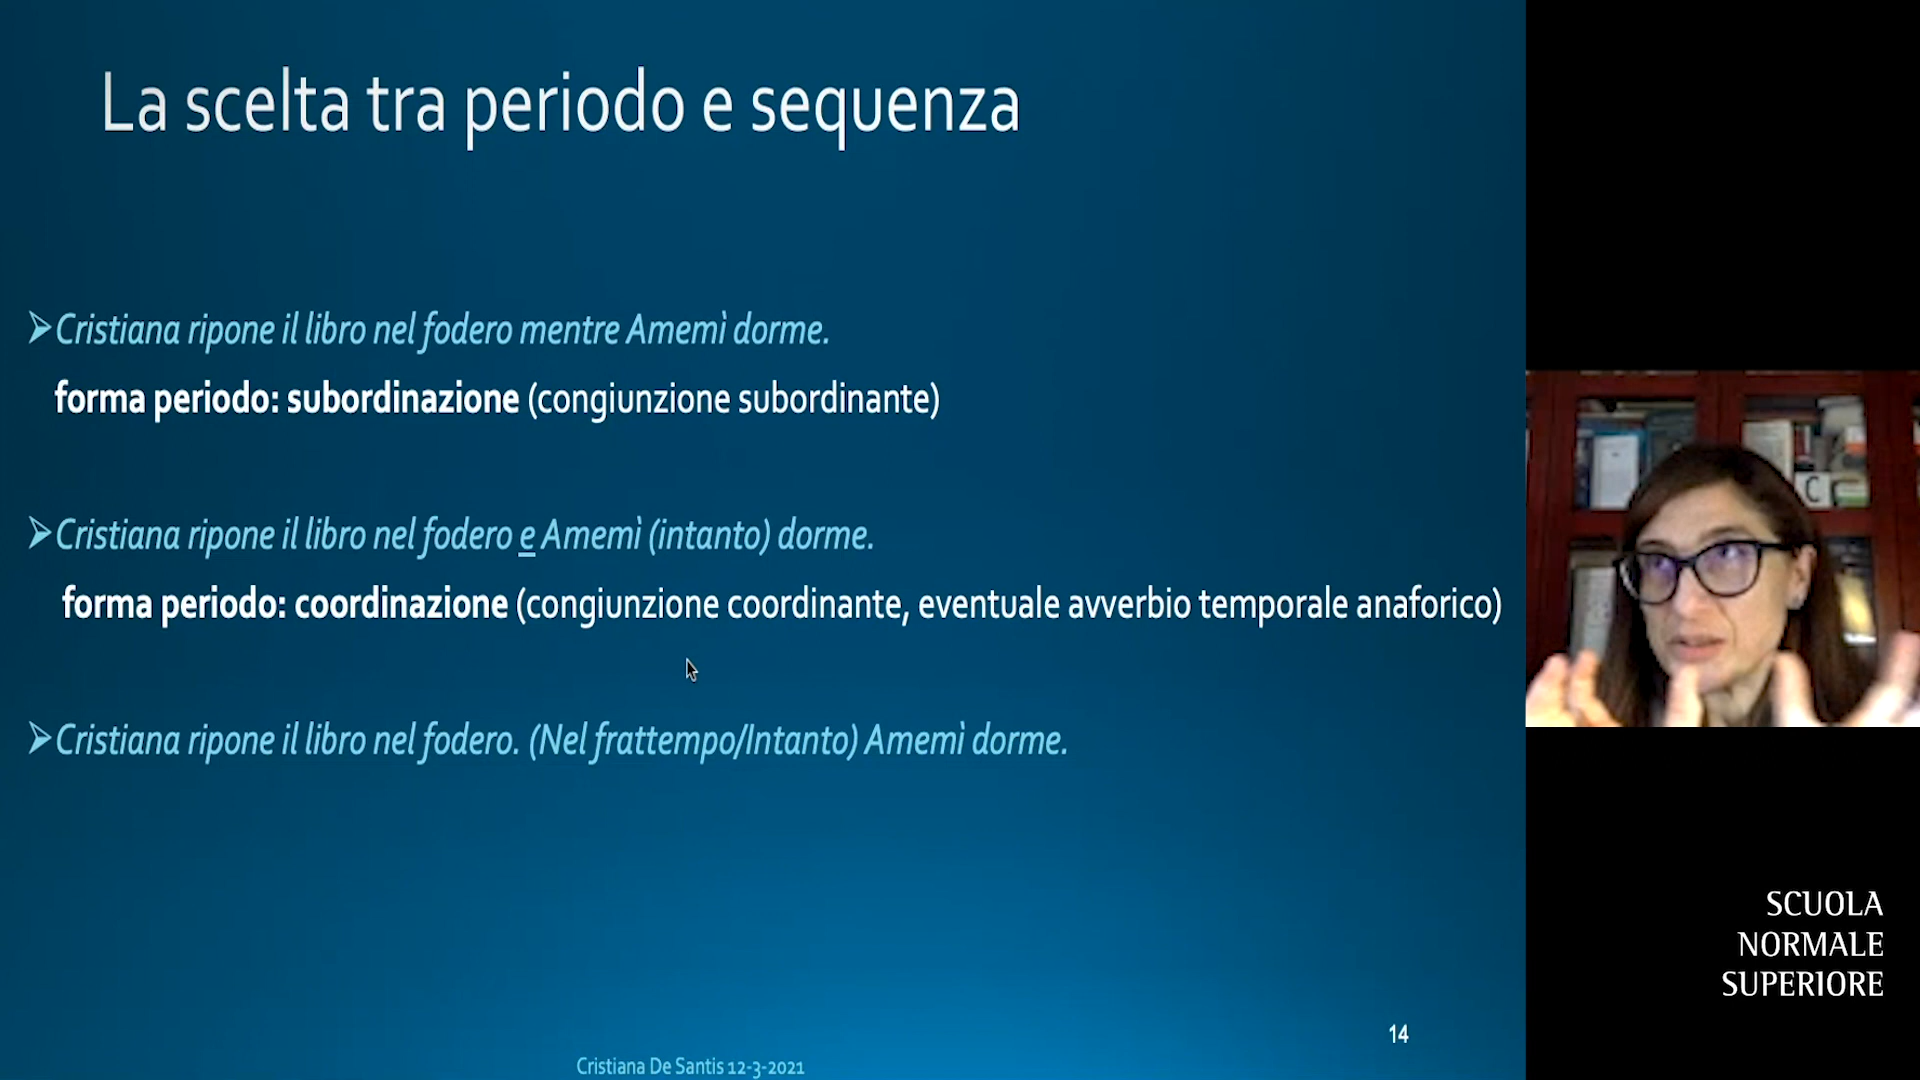 La scelta tra periodo e sequenza
Cristiana ripone il libro nel fodero mentre Amemì dorme.
forma periodo: subordinazione (congiunzione subordinante)
Cristiana ripone il libro nel fodero e Amemì (intanto) dorme.
forma periodo: coordinazione (congiunzione coordinante, eventuale avverbio temporale anaforico)
Cristiana ripone il libro nel fodero. (Nel frattempo/Intanto) Amemì dorme.
14
Cristiana De Santis 12-3-2021
C
SCUOLA
NORMALE
SUPERIORE